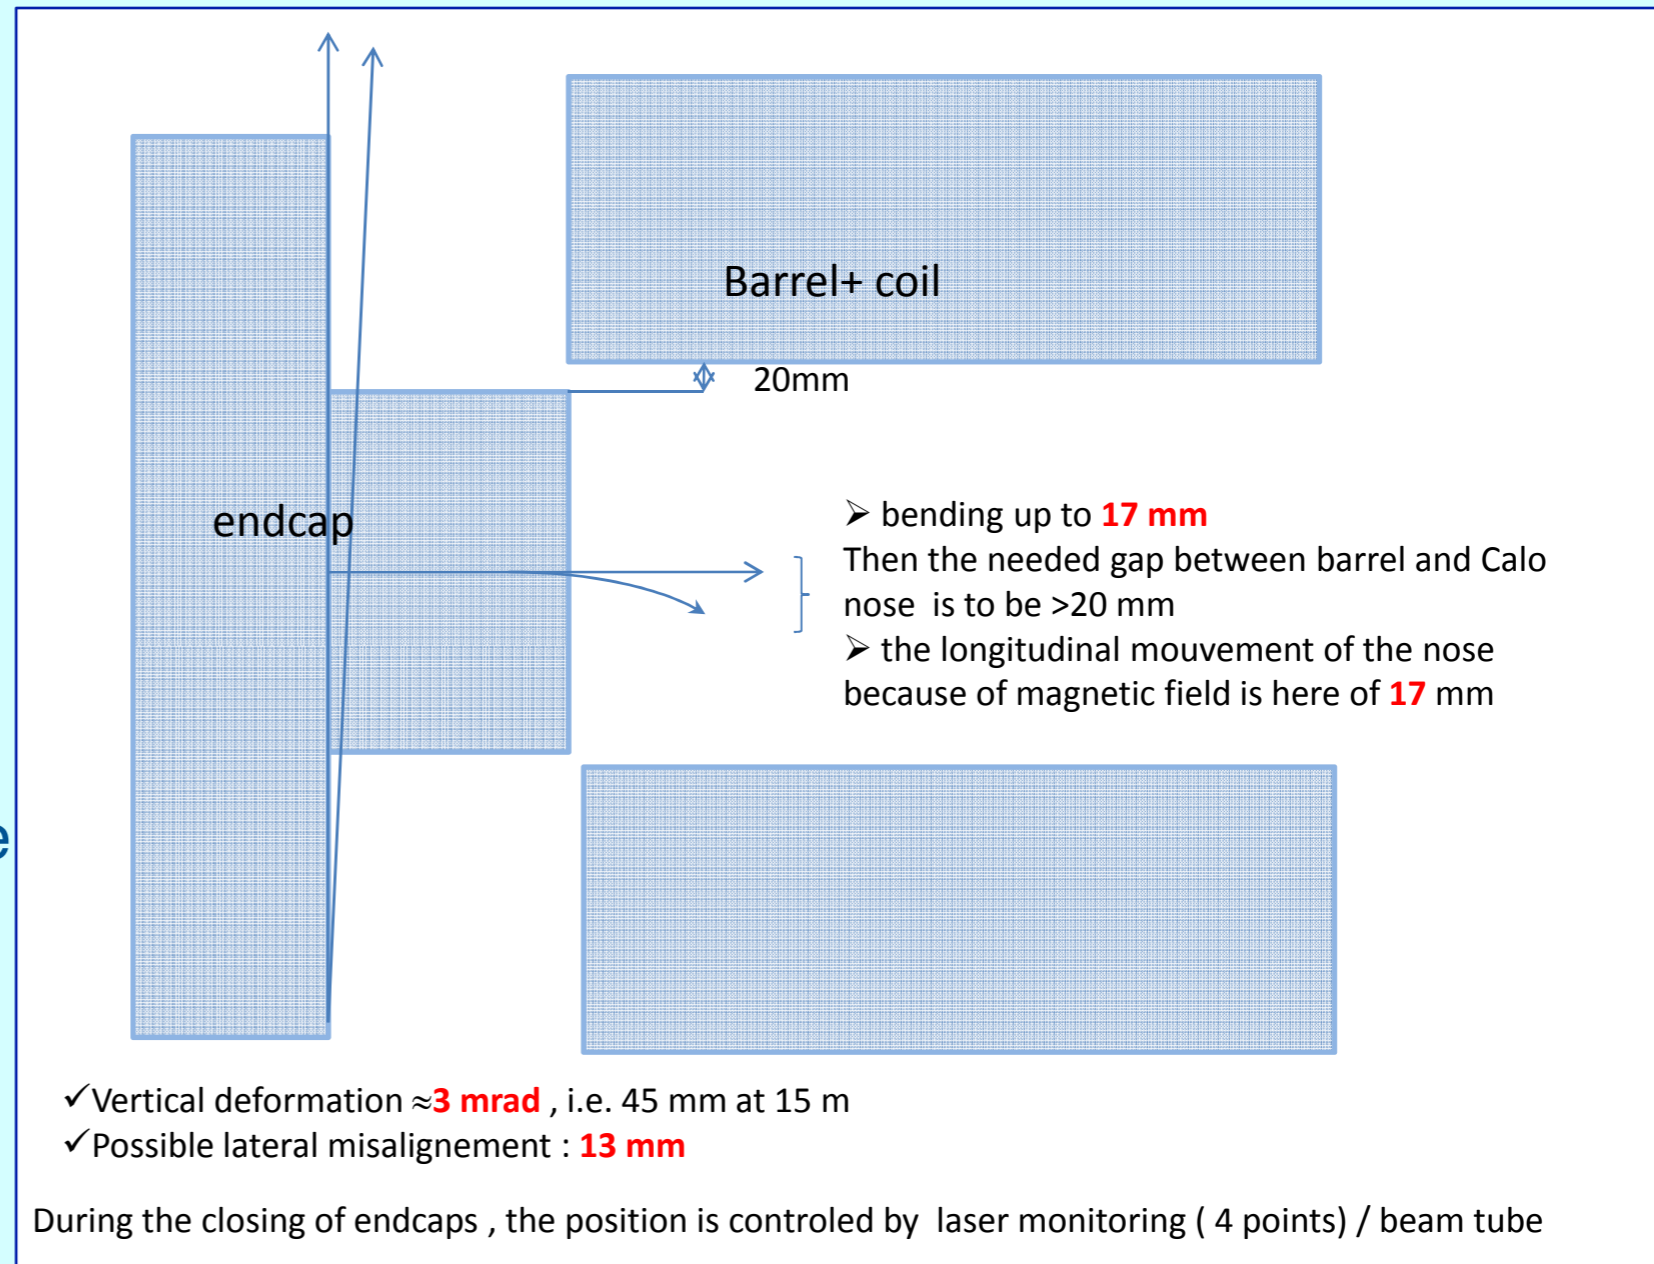 Barrel+ coil
20mm
endcap
➢ bending up to 17 mm
Then the needed gap between barrel and Calo
nose is to be >20 mm
➢ the longitudinal mouvement of the nose
because of magnetic field is here of 17 mm
e
✓Vertical deformation ≈3 mrad , i.e. 45 mm at 15 m
✓Possible lateral misalignement : 13 mm
During the closing of endcaps , the position is controled by laser monitoring ( 4 points) / beam tube